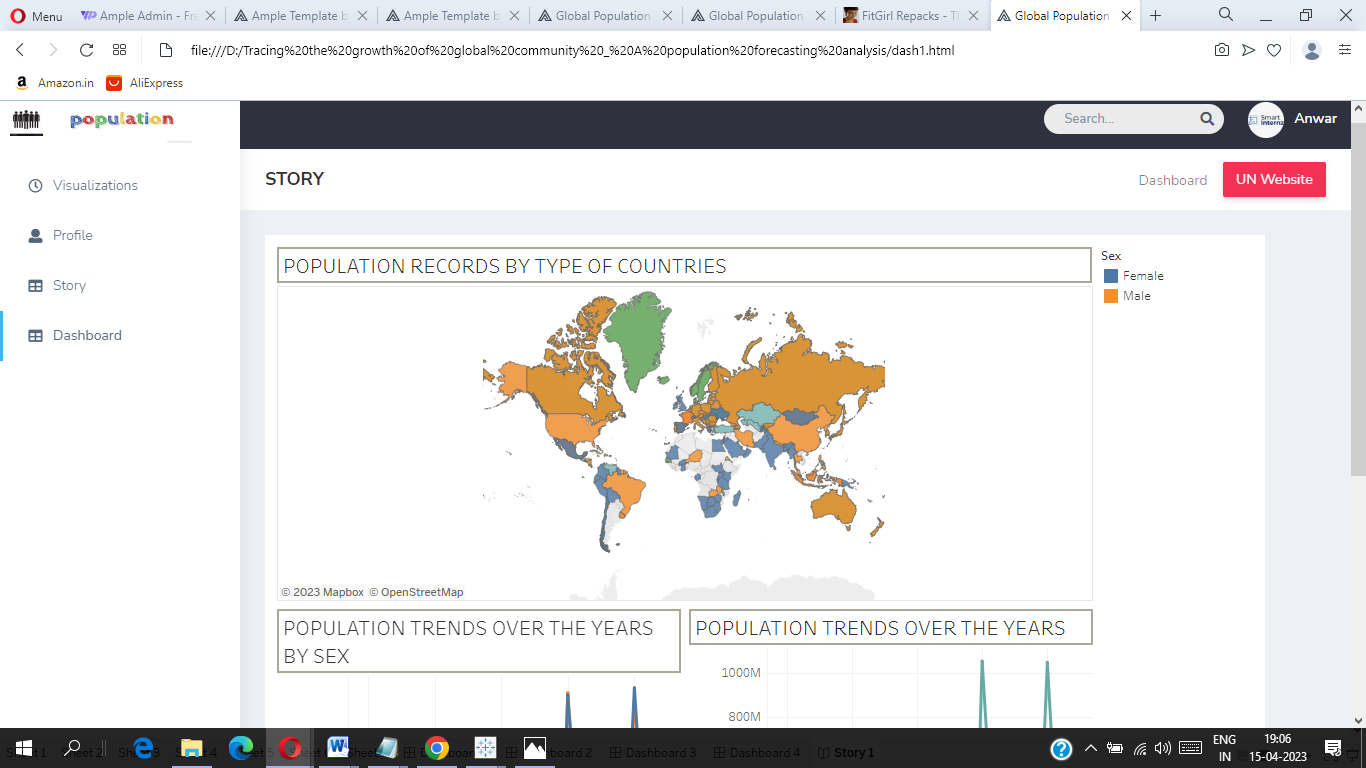 Menu
Ample Admin - Fre
Ample Template b
Ample Template b
Global Population
Global Population
FitGirl Repacks - Th
Global Population
file:///D:/Tracing%20the%20growth%20of%20global%20community%20_%20A%20population%20forecasting%20analysis/dash1.html
Amazon.in
AliExpress
population
Search...
Smart
Internz
Anwar
Visualizations
Profile
Story
Dashboard
STORY
Dashboard
UN Website
POPULATION RECORDS BY TYPE OF COUNTRIES
Sex
Female
Male
© 2023 Mapbox © OpenStreetMap
POPULATION TRENDS OVER THE YEARS
BY SEX
POPULATION TRENDS OVER THE YEARS
1000M
800M
Sheet 2
Dashboard 3
Dashboard 4
Story 1
ENG
IN
19:06
15-04-2023